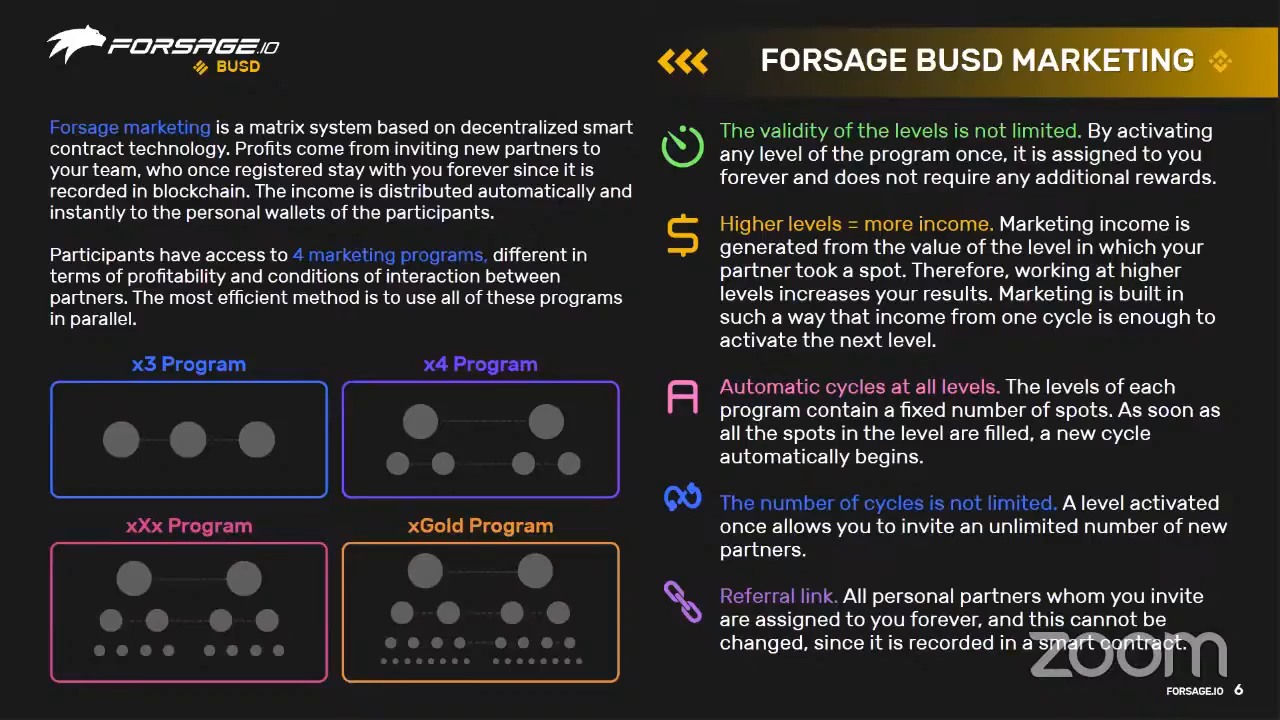 FORSAGE.IO
BUSD
FORSAGE BUSD MARKETING
Forsage marketing is a matrix system based on decentralized smart
contract technology. Profits come from inviting new partners to
your team, who once registered stay with you forever since it is
recorded in blockchain. The income is distributed automatically and
instantly to the personal wallets of the participants.
Participants have access to 4 marketing programs, different in
terms of profitability and conditions of interaction between
partners. The most efficient method is to use all of these programs
in parallel.
x3 Program
x4 Program
xXx Program
xGold Program
The validity of the levels is not limited. By activating
any level of the program once, it is assigned to you
forever and does not require any additional rewards.
Higher levels = more income. Marketing income is
generated from the value of the level in which your
partner took a spot. Therefore, working at higher
levels increases your results. Marketing is built in
such a way that income from one cycle is enough to
activate the next level.
Automatic cycles at all levels. The levels of each
program contain a fixed number of spots. As soon as
all the spots in the level are filled, a new cycle
automatically begins.
The number of cycles is not limited. A level activated
once allows you to invite an unlimited number of new
partners.
Referral link. All personal partners whom you invite
are assigned to you forever, and this cannot be
changed, since it is recorded in a smart contract.
zoom
FORSAGE.IO 6